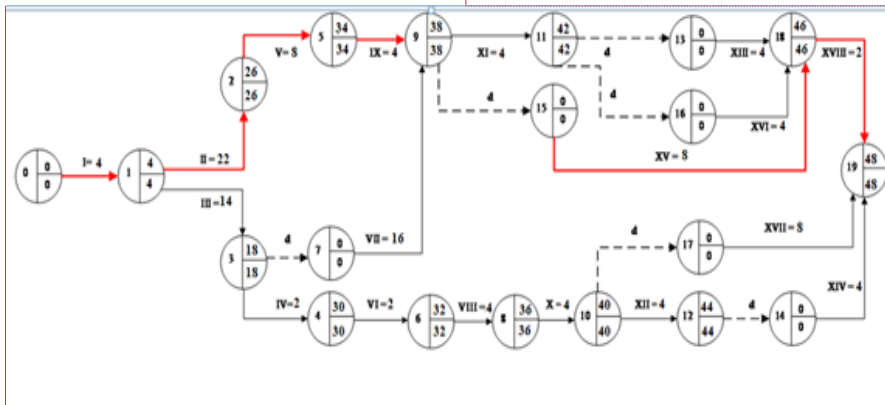 5 34 34
9 38 38
11 42 42
13 0 0
18 46 46
V= 8
IX = 4
XI = 4
d
XIII = 4
XVIII = 2
2 26 26
d
15 0 0
d
16 0 0
XVI = 4
XV = 8
0 0 0
I= 4
1 4 4
II = 22
19 48 48
III =14
3 18 18
d
7 0 0
VII = 16
d
17 0 0
XVII = 8
IV=2
4 30 30
VI = 2
6 32 32
VIII = 4
8 36 36
X = 4
10 40 40
XII = 4
12 44 44
d
14 0 0
XIV = 4